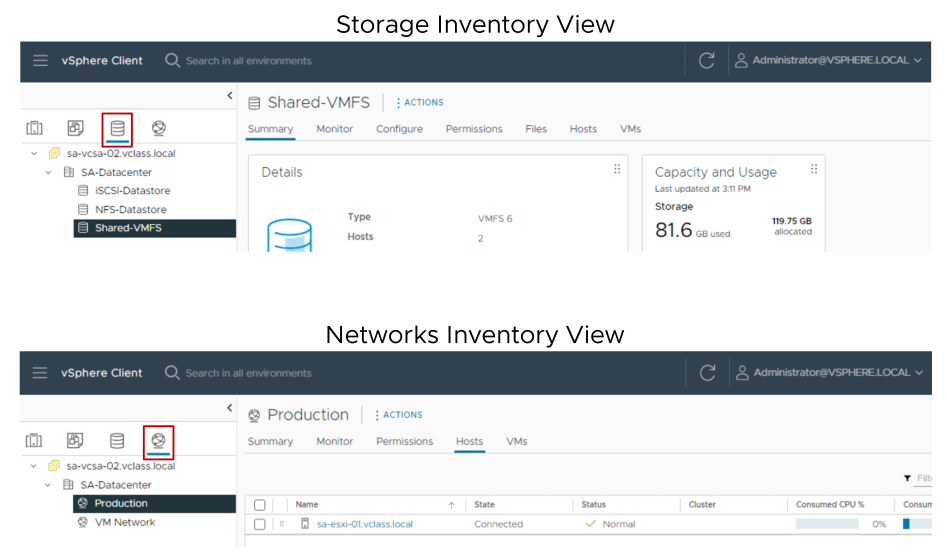 Storage Inventory View
vSphere Client Search in all environments Administrator@VSPHERE.LOCAL
Shared-VMFS ACTIONS
Summary Monitor Configure Permissions Files Hosts VMs
sa-vcsa-02.vclass.local
SA-Datacenter
iSCSI-Datastore
NFS-Datastore
Shared-VMFS
Details
Type VMFS 6
Hosts 2
Capacity and Usage
Last updated at 3:11 PM
Storage
81.6 GB used
119.75 GB
allocated
Networks Inventory View
vSphere Client Search in all environments Administrator@VSPHERE.LOCAL
Production ACTIONS
Summary Monitor Permissions Hosts VMs
sa-vcsa-02.vclass.local
SA-Datacenter
Production
VM Network
Name State Status Cluster Consumed CPU %
sa-esxi-01.vclass.local Connected Normal 0%